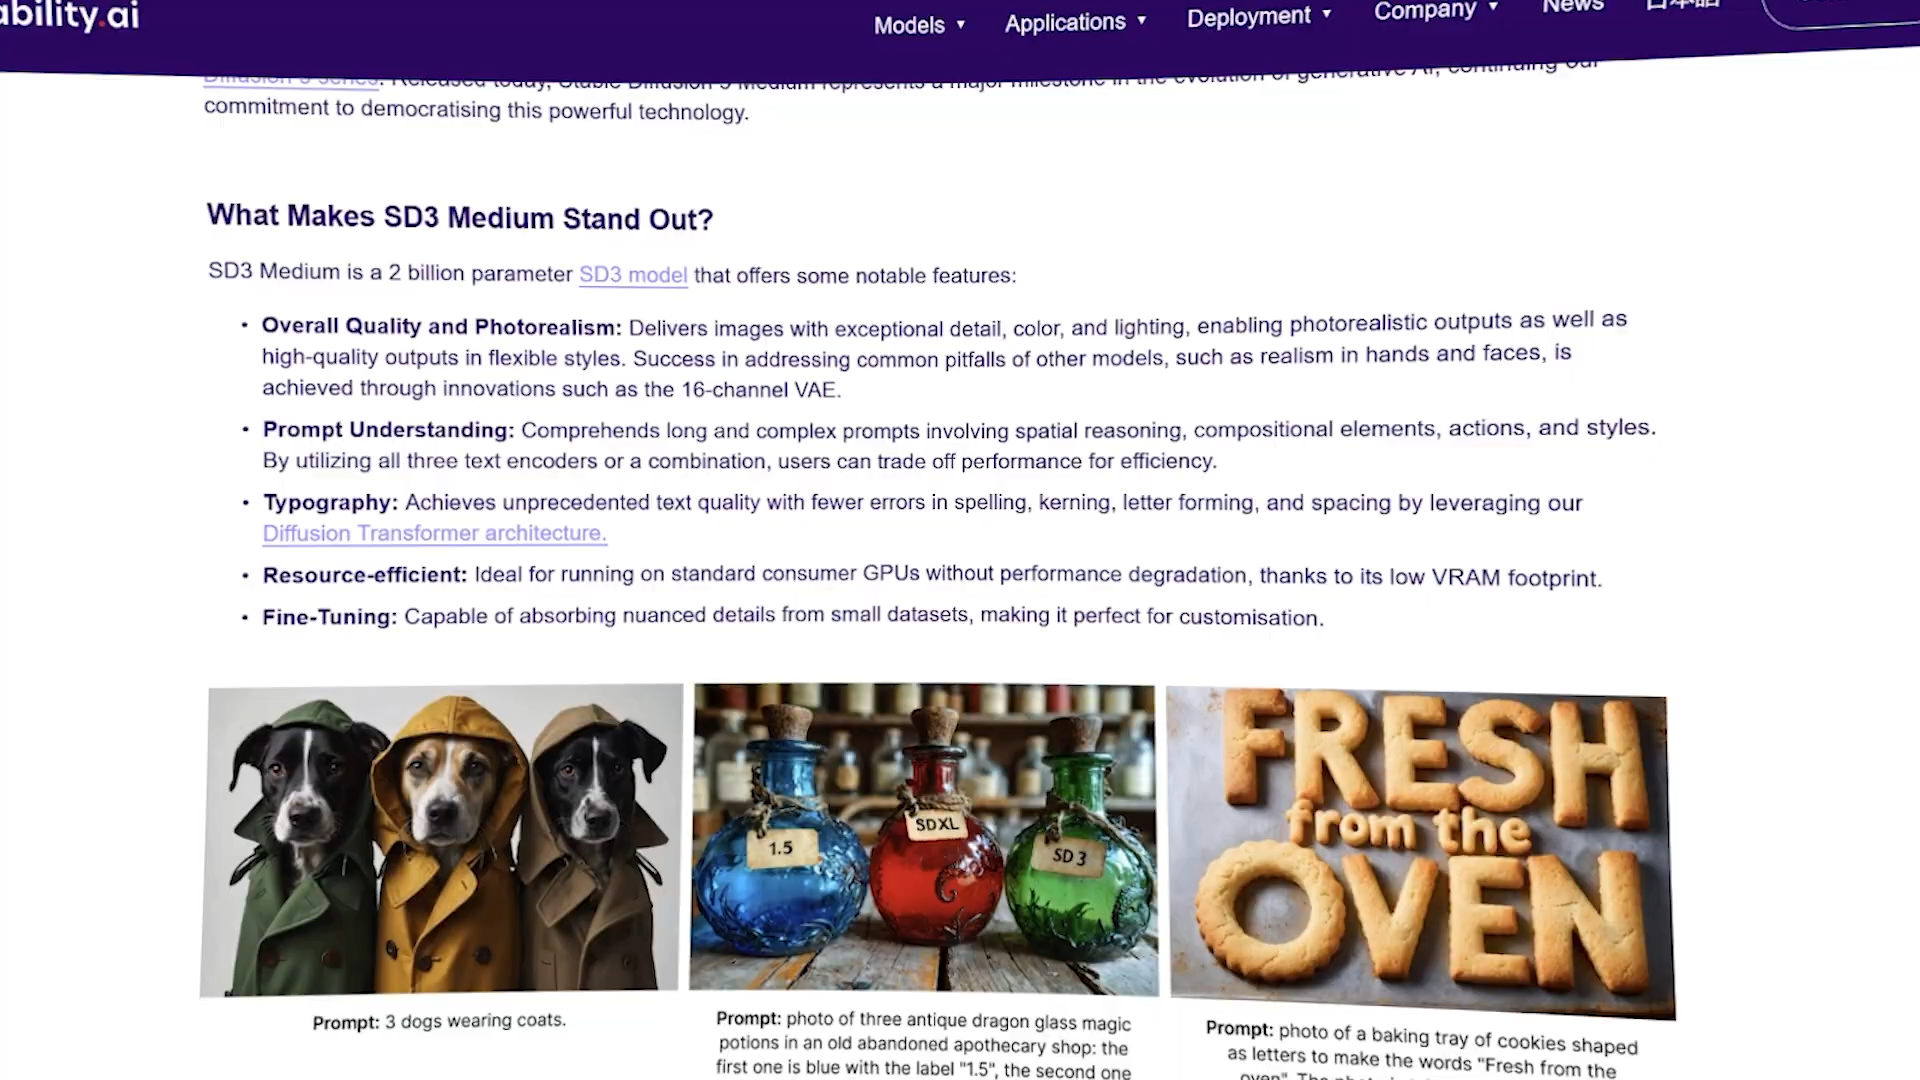 ability.ai
Models Applications Deployment Company News 日本語
Diffusion 3 series. Released today, Stable Diffusion 3 Medium represents a major milestone in the evolution of generative AI, continuing our
commitment to democratising this powerful technology.
What Makes SD3 Medium Stand Out?
SD3 Medium is a 2 billion parameter SD3 model that offers some notable features:
• Overall Quality and Photorealism: Delivers images with exceptional detail, color, and lighting, enabling photorealistic outputs as well as
high-quality outputs in flexible styles. Success in addressing common pitfalls of other models, such as realism in hands and faces, is
achieved through innovations such as the 16-channel VAE.
• Prompt Understanding: Comprehends long and complex prompts involving spatial reasoning, compositional elements, actions, and styles.
By utilizing all three text encoders or a combination, users can trade off performance for efficiency.
• Typography: Achieves unprecedented text quality with fewer errors in spelling, kerning, letter forming, and spacing by leveraging our
Diffusion Transformer architecture.
• Resource-efficient: Ideal for running on standard consumer GPUs without performance degradation, thanks to its low VRAM footprint.
• Fine-Tuning: Capable of absorbing nuanced details from small datasets, making it perfect for customisation.
1.5
SDXL
SD 3
FRESH
from the
OVEN
Prompt: 3 dogs wearing coats.
Prompt: photo of three antique dragon glass magic
potions in an old abandoned apothecary shop: the
first one is blue with the label "1.5", the second one
Prompt: photo of a baking tray of cookies shaped
as letters to make the words "Fresh from the
oven". The